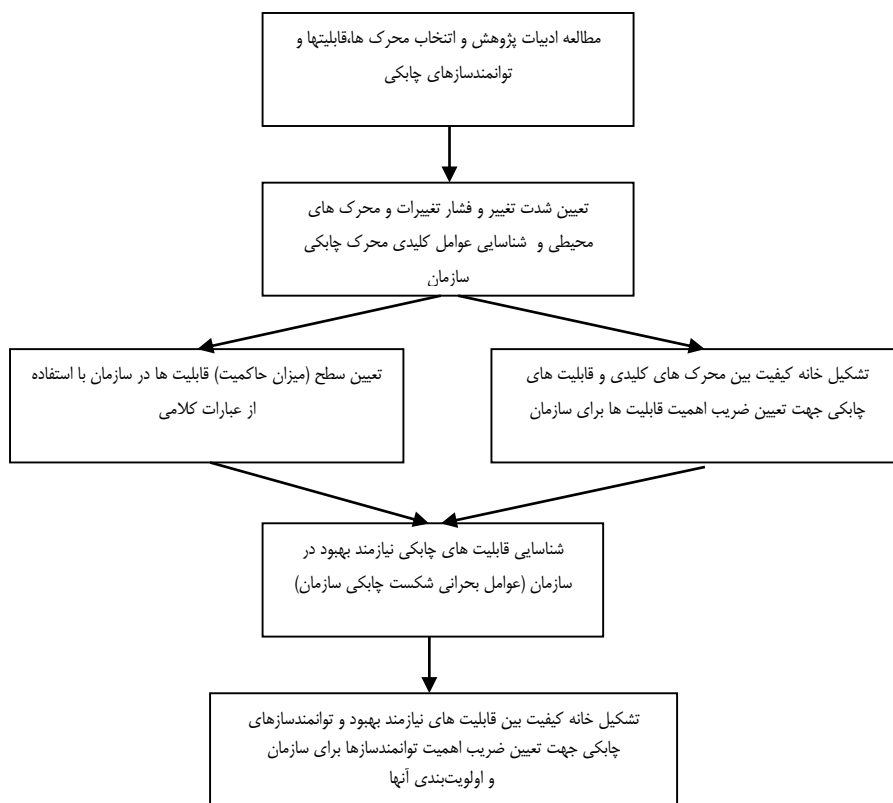 مطالعه ادبیات پژوهش و اتنخاب محرک ها،قابلیتها و
توانمندسازهای چابکی
تعیین شدت تغییر و فشار تغییرات و محرک های
محیطی و شناسایی عوامل کلیدی محرک چابکی
سازمان
تشکیل خانه کیفیت بین محرک های کلیدی و قابلیت های
چابکی جهت تعیین ضریب اهمیت قابلیت ها برای سازمان
تعیین سطح (میزان حاکمیت) قابلیت ها در سازمان با استفاده
از عبارات کلامی
شناسایی قابلیت های چابکی نیازمند بهبود در
سازمان (عوامل بحرانی شکست چابکی سازمان)
تشکیل خانه کیفیت بین قابلیت های نیازمند بهبود و توانمندسازهای
چابکی جهت تعیین ضریب اهمیت توانمندسازها برای سازمان
و اولویت‌بندی آنها